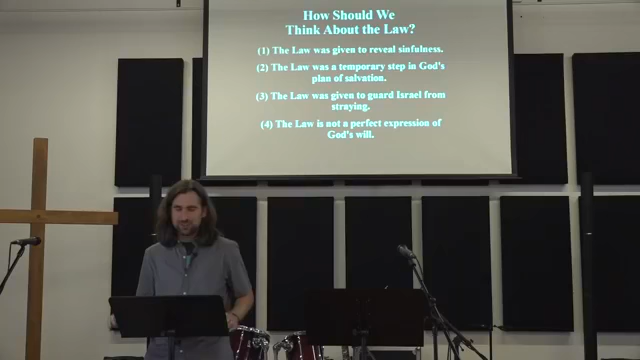 How Should We
Think About the Law?
(1) The Law was given to reveal sinfulness.
(2) The Law was a temporary step in God's
plan of salvation.
(3) The Law was given to guard Israel from
straying.
(4) The Law is not a perfect expression of
God's will.